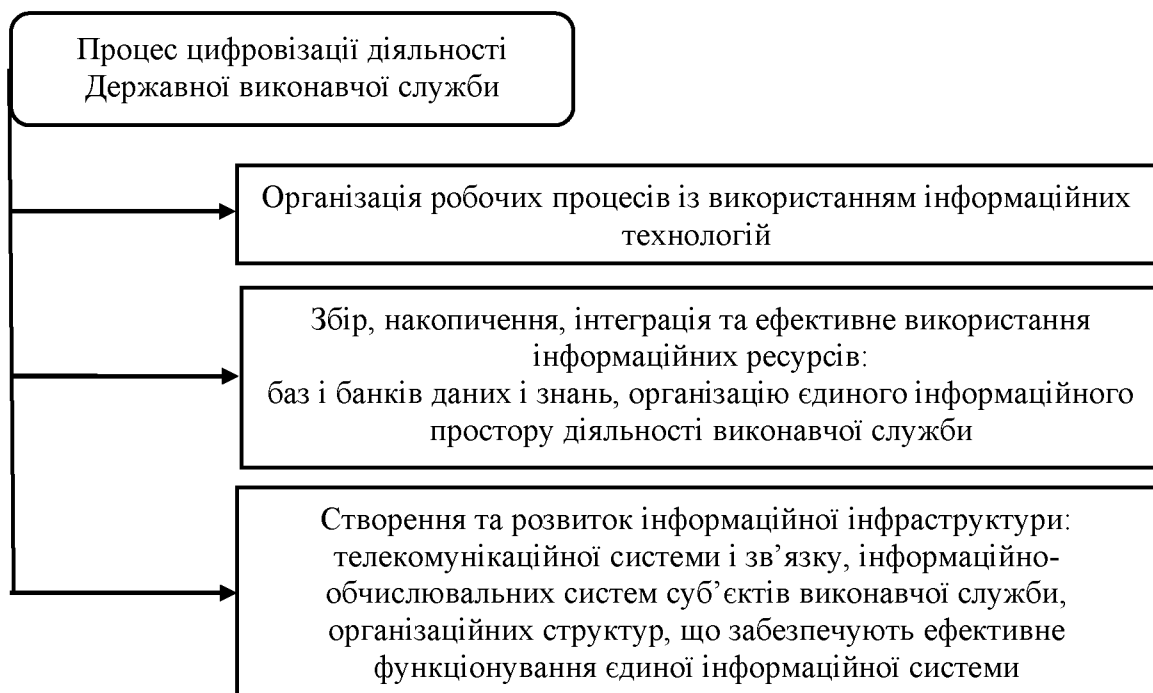 Процес цифровізації діяльності
Державної виконавчої служби
Організація робочих процесів із використанням інформаційних
технологій
Збір, накопичення, інтеграція та ефективне використання
інформаційних ресурсів:
баз і банків даних і знань, організацію єдиного інформаційного
простору діяльності виконавчої служби
Створення та розвиток інформаційної інфраструктури:
телекомунікаційної системи і зв’язку, інформаційно-
обчислювальних систем суб’єктів виконавчої служби,
організаційних структур, що забезпечують ефективне
функціонування єдиної інформаційної системи